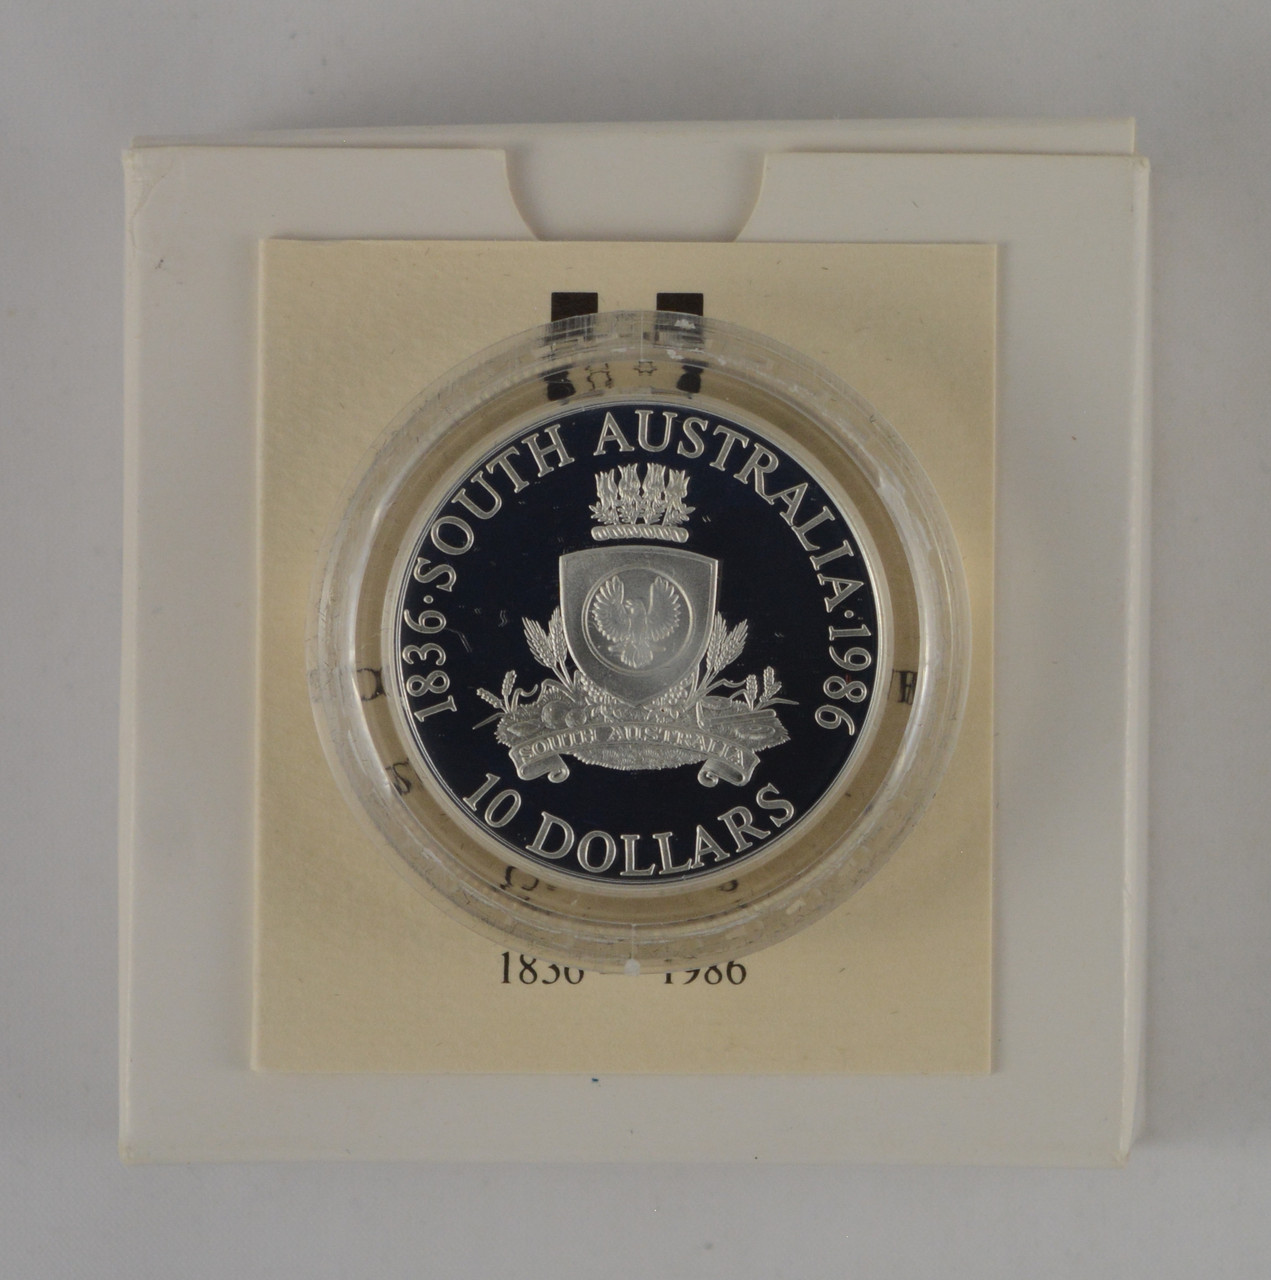 1836·SOUTH AUSTRALIA·1986
SOUTH AUSTRALIA
10 DOLLARS
1836 1986